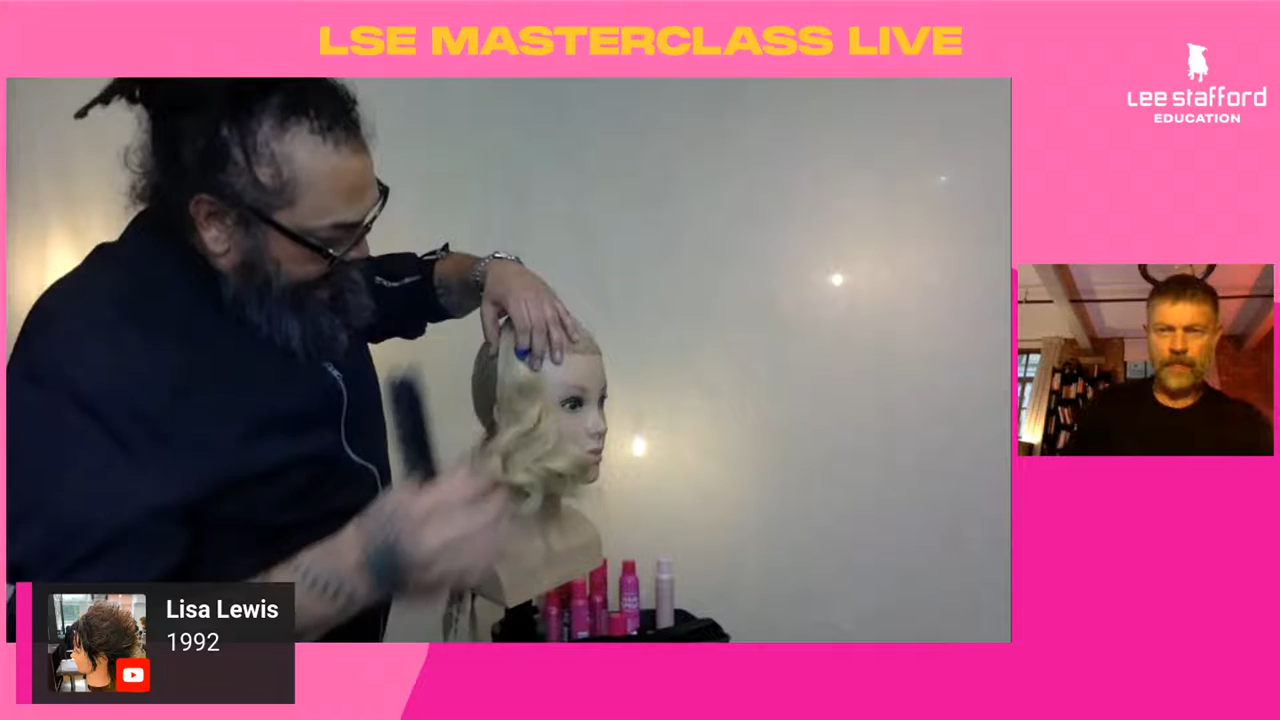 LSE MASTERCLASS LIVE
Lee Stafford
EDUCATION
Lisa Lewis
1992